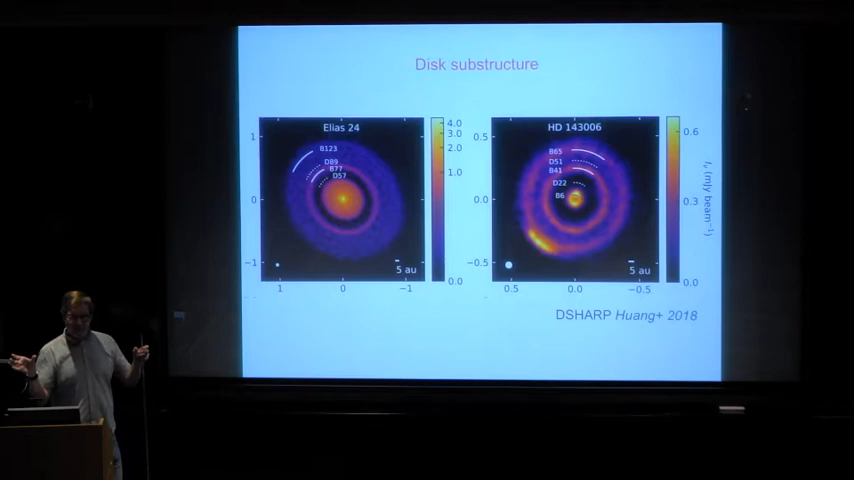 Disk substructure
Elias 24
B123
D89
B77
D57
5 au
1
0
−1
1
0
−1
4.0
3.0
2.0
1.0
0.0
HD 143006
B65
D51
B41
D22
B6
5 au
0.5
0.0
−0.5
0.5
0.0
−0.5
0.6
0.3
0.0
Iν (mJy beam⁻¹)
DSHARP Huang+ 2018